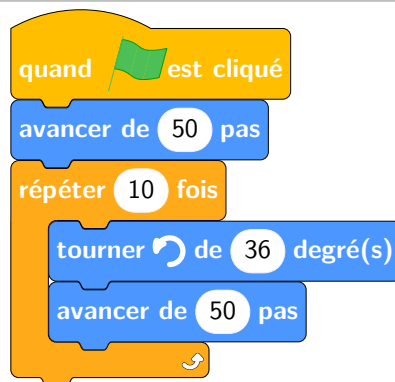 quand est cliqué
avancer de 50 pas
répéter 10 fois
tourner de 36 degré(s)
avancer de 50 pas